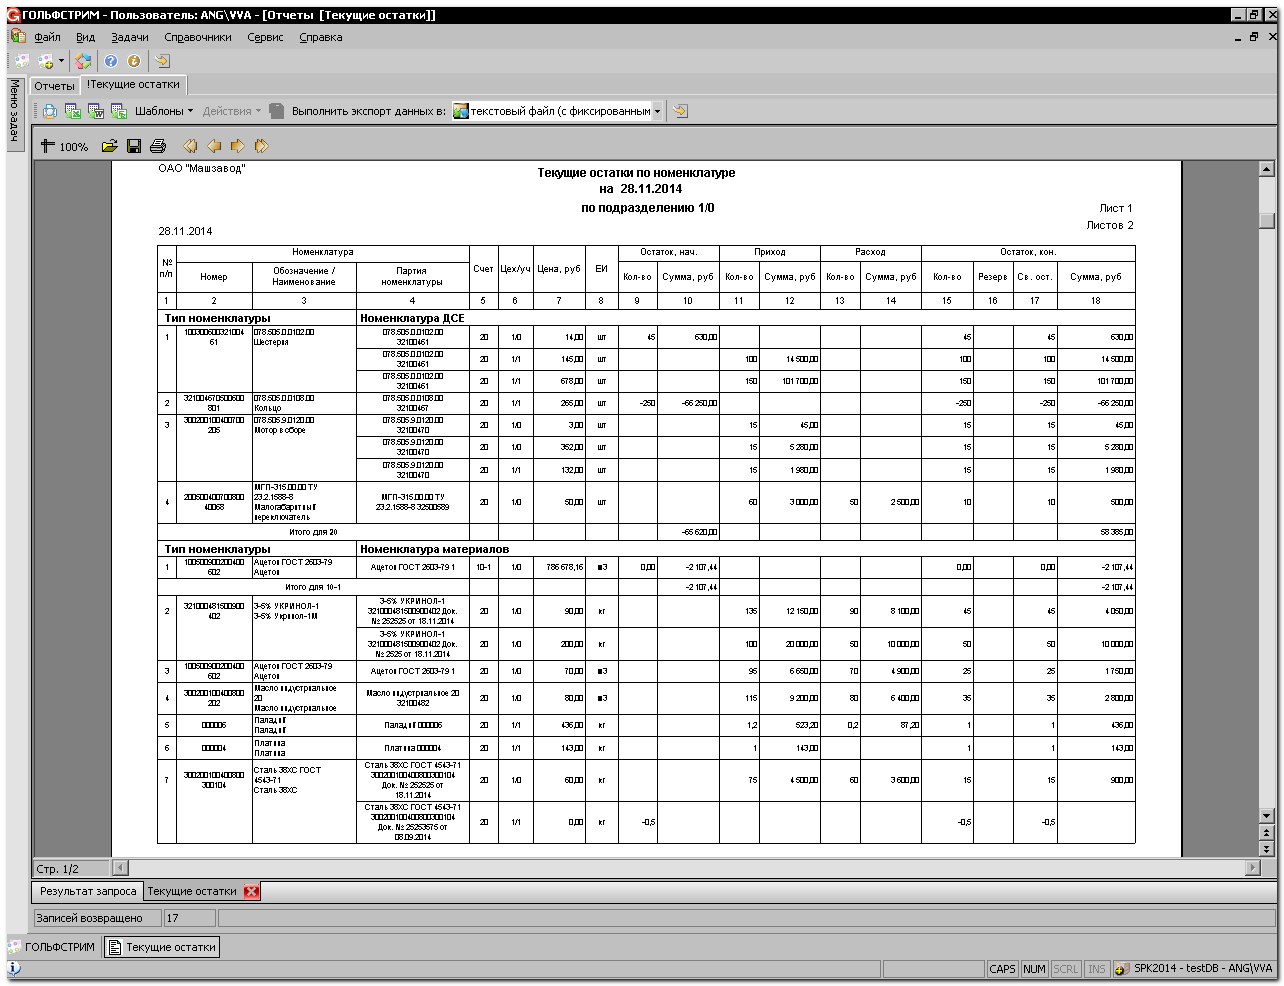 ГОЛЬФСТРИМ - Пользователь: ANG\VVA - [Отчеты [Текущие остатки]]
Файл Вид Задачи Справочники Сервис Справка
Меню задач
Отчеты !Текущие остатки
Шаблоны Действия Выполнить экспорт данных в: текстовый файл (с фиксированным
100%
ОАО "Машзавод"
Текущие остатки по номенклатуре
на 28.11.2014
по подразделению 1/0
Лист 1
Листов 2
28.11.2014
№ п/п Номенклатура Счет Цех/уч Цена, руб ЕИ Остаток, нач. Приход Расход Остаток, кон.
Номер Обозначение / Наименование Партия номенклатуры Кол-во Сумма, руб Кол-во Сумма, руб Кол-во Сумма, руб Кол-во Резерв Св. ост. Сумма, руб
1 2 3 4 5 6 7 8 9 10 11 12 13 14 15 16 17 18
Тип номенклатуры Номенклатура ДСЕ
1 100300600321004 61 078.505.0.0102.00 Шестерня 078.505.0.0102.00 32100461 20 1/0 14,00 шт 45 630,00 45 45 630,00
078.505.0.0102.00 32100461 20 1/1 145,00 шт 100 14 500,00 100 100 14 500,00
078.505.0.0102.00 32100461 20 1/1 678,00 шт 150 101 700,00 150 150 101 700,00
2 321004670500600 801 078.505.0.0108.00 Кольцо 078.505.0.0108.00 32100467 20 1/1 265,00 шт -250 -66 250,00 -250 -250 -66 250,00
3 300200100400700 205 078.505.9.0120.00 Мотор в сборе 078.505.9.0120.00 32100470 20 1/0 3,00 шт 15 45,00 15 15 45,00
078.505.9.0120.00 32100470 20 1/0 352,00 шт 15 5 280,00 15 15 5 280,00
078.505.9.0120.00 32100470 20 1/1 132,00 шт 15 1 980,00 15 15 1 980,00
4 200500400700800 40068 МГП-315.00.00 ТУ 23.2.1588-8 Малогабаритный переключатель МГП-315.00.00 ТУ 23.2.1588-8 32500589 20 1/0 50,00 шт 60 3 000,00 50 2 500,00 10 10 500,00
Итого для 20 -65 620,00 58 385,00
Тип номенклатуры Номенклатура материалов
1 100500900200400 602 Ацетон ГОСТ 2603-79 Ацетон Ацетон ГОСТ 2603-79 1 10-1 1/0 786 678,16 м3 0,00 -2 107,44 0,00 0,00 -2 107,44
Итого для 10-1 -2 107,44 -2 107,44
2 321000481500900 402 3-5% УКРИНОЛ-1 3-5% Укринол-1М 3-5% УКРИНОЛ-1 321000481500900402 Док. № 252525 от 18.11.2014 20 1/0 90,00 кг 135 12 150,00 90 8 100,00 45 45 4 050,00
3-5% УКРИНОЛ-1 321000481500900402 Док. № 2525 от 18.11.2014 20 1/0 200,00 кг 100 20 000,00 50 10 000,00 50 50 10 000,00
3 100500900200400 602 Ацетон ГОСТ 2603-79 Ацетон Ацетон ГОСТ 2603-79 1 20 1/0 70,00 м3 95 6 650,00 70 4 900,00 25 25 1 750,00
4 300200100400800 202 Масло индустриальное 20 Масло индустриальное Масло индустриальное 20 32100482 20 1/0 80,00 м3 115 9 200,00 80 6 400,00 35 35 2 800,00
5 000006 Паладий Паладий Паладий 000006 20 1/1 436,00 кг 1,2 523,20 0,2 87,20 1 1 436,00
6 000004 Платина Платина Платина 000004 20 1/1 143,00 кг 1 143,00 1 1 143,00
7 300200100400800 300104 Сталь 38ХС ГОСТ 4543-71 Сталь 38ХС Сталь 38ХС ГОСТ 4543-71 300200100400800300104 Док. № 252525 от 18.11.2014 20 1/0 60,00 кг 75 4 500,00 60 3 600,00 15 15 900,00
Сталь 38ХС ГОСТ 4543-71 300200100400800300104 Док. № 25253575 от 08.09.2014 20 1/1 0,00 кг -0,5 -0,5 -0,5
Стр. 1/2
Результат запроса Текущие остатки
Записей возвращено 17
ГОЛЬФСТРИМ Текущие остатки
CAPS NUM SCRL INS SPK2014 - testDB - ANG\VVA